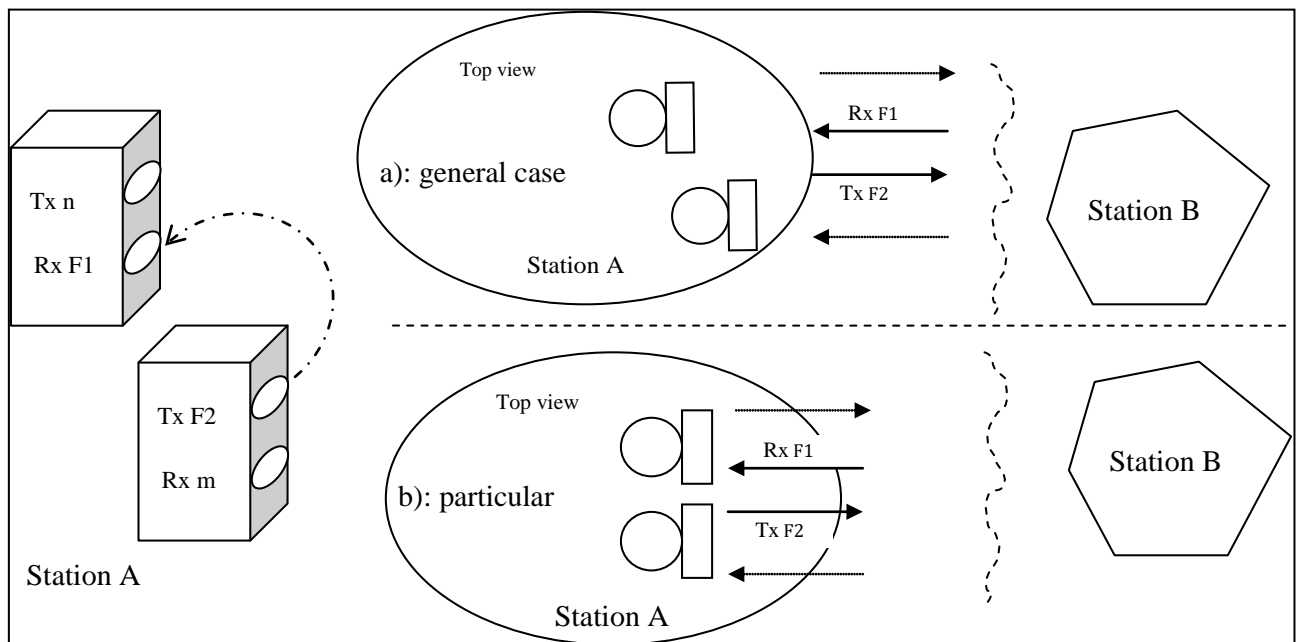 Tx n
Rx F1
Tx F2
Rx m
Station A
Top view
Rx F1
a): general case
Tx F2
Station A
Station B
Top view
Rx F1
b): particular
Tx F2
Station A
Station B